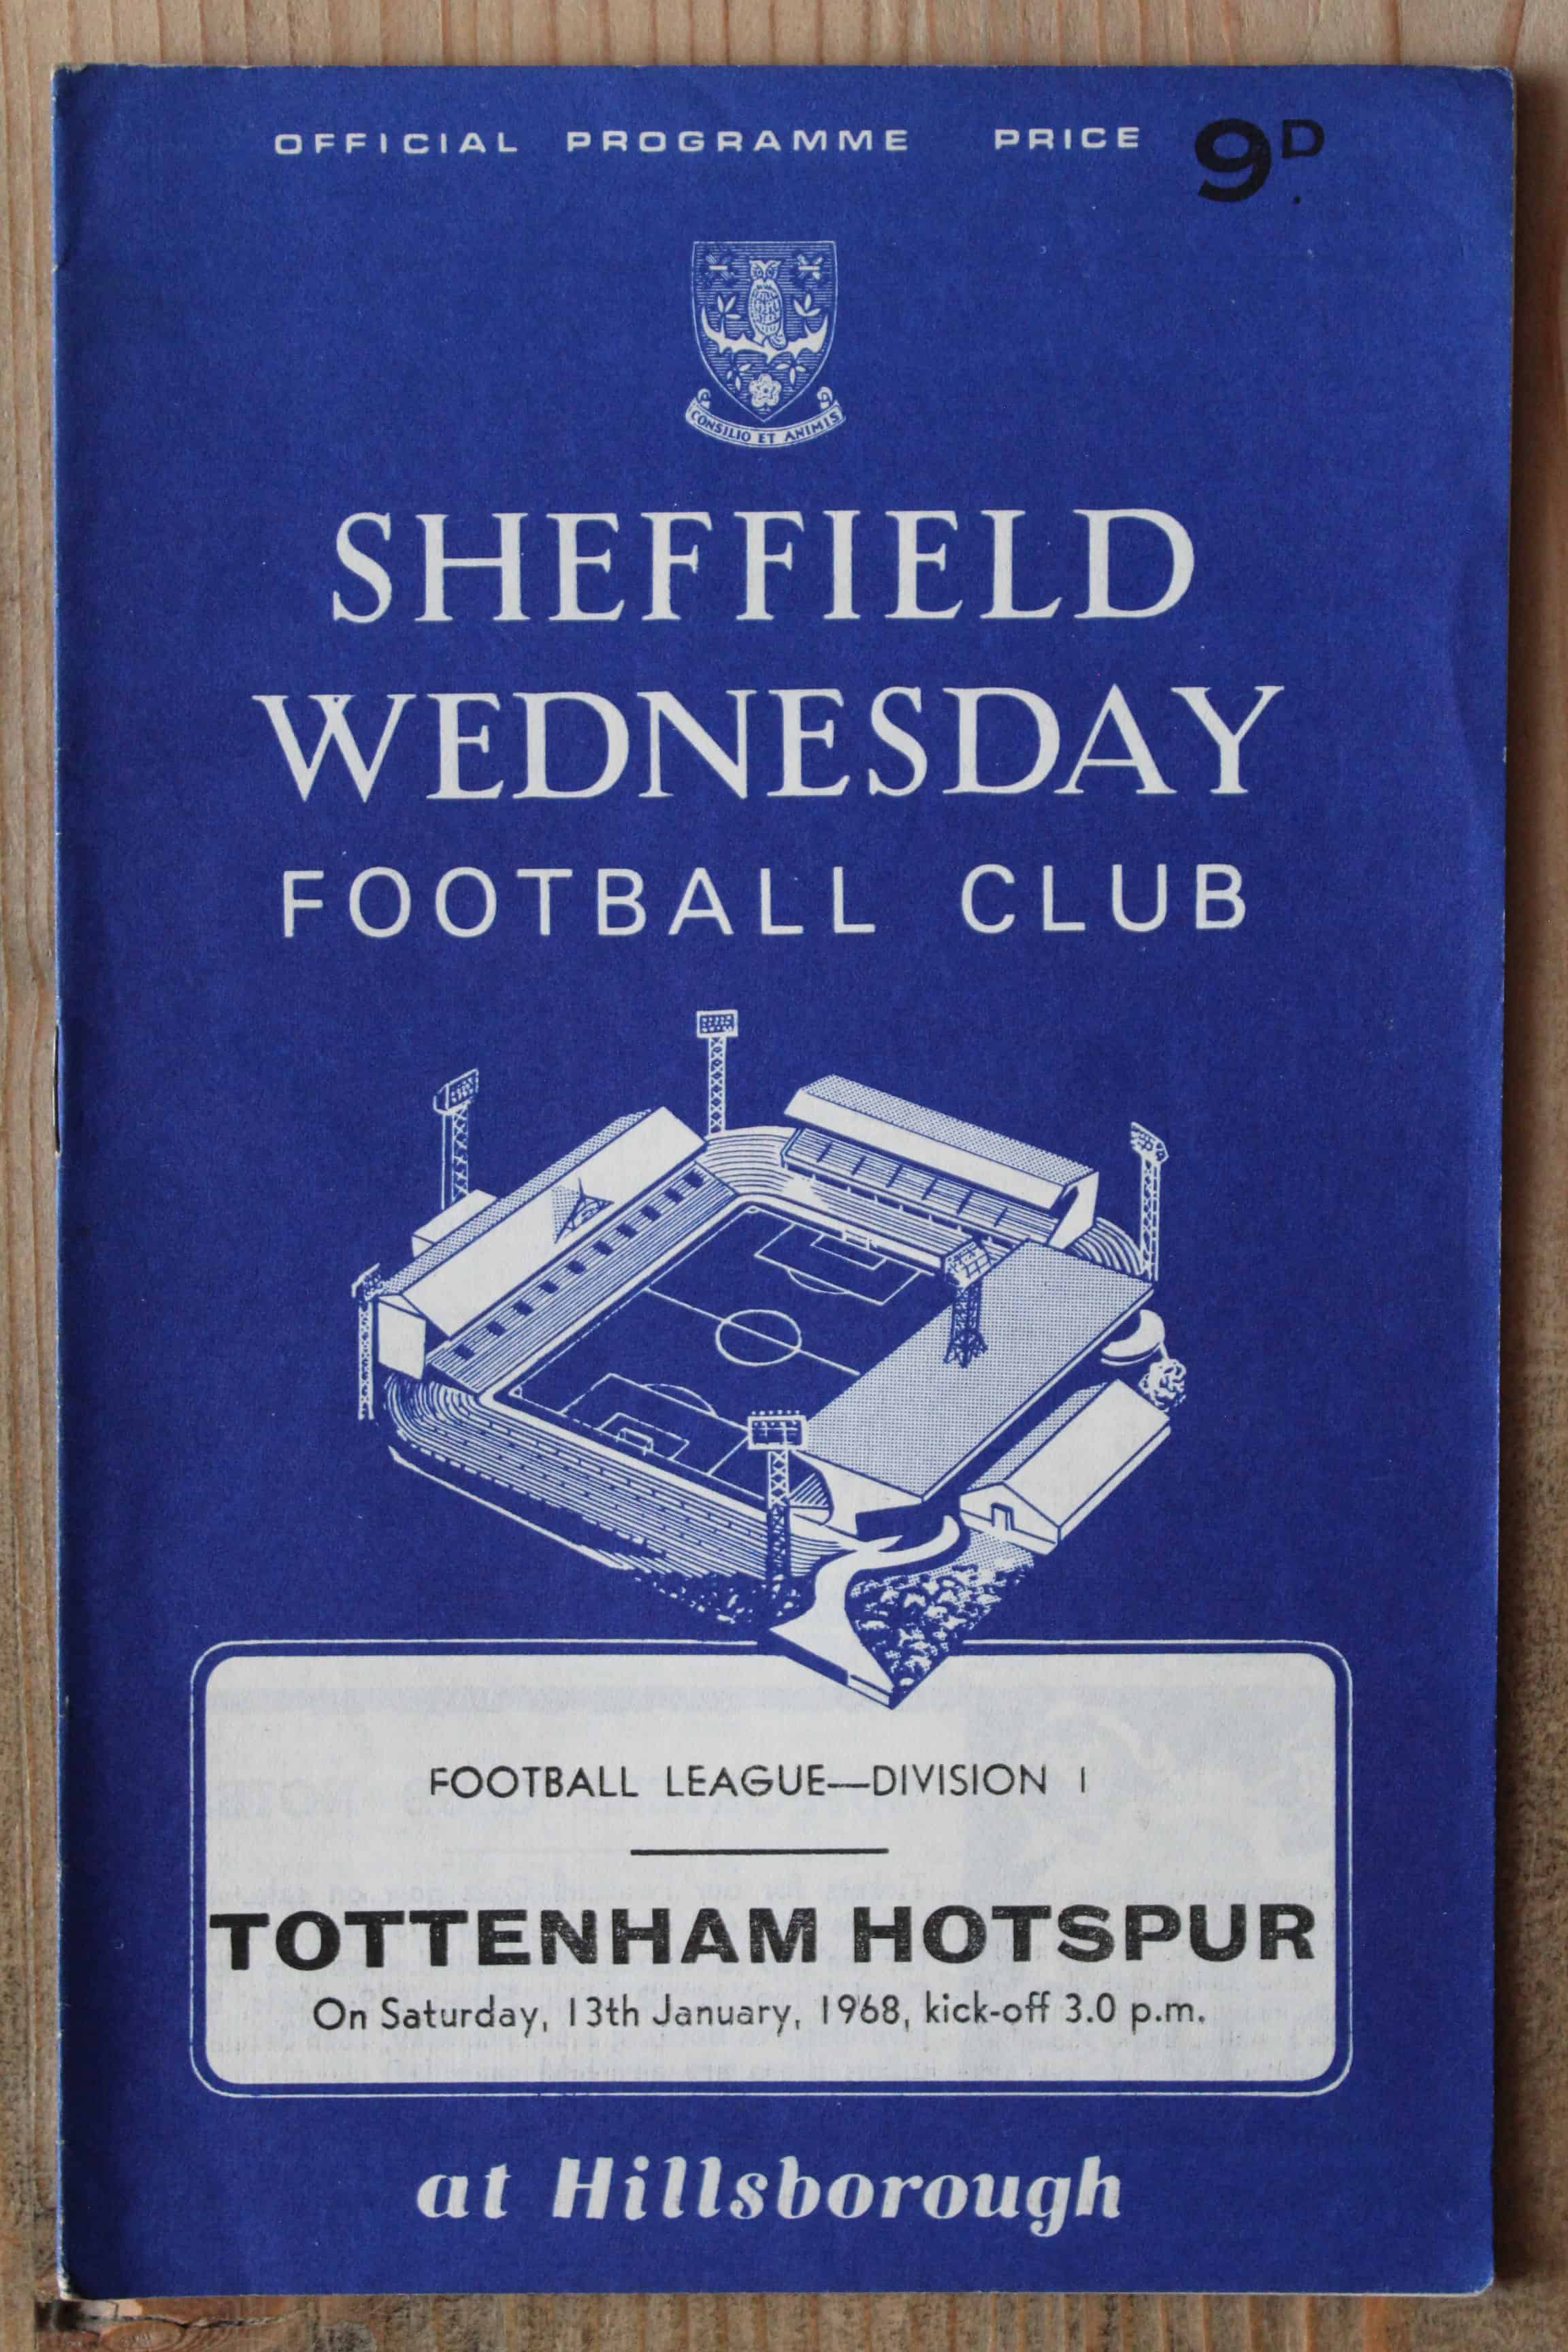 OFFICIAL PROGRAMME PRICE 9D.
CONSILIO ET ANIMIS
SHEFFIELD
WEDNESDAY
FOOTBALL CLUB
FOOTBALL LEAGUE—DIVISION 1
TOTTENHAM HOTSPUR
On Saturday, 13th January, 1968, kick-off 3.0 p.m.
at Hillsborough